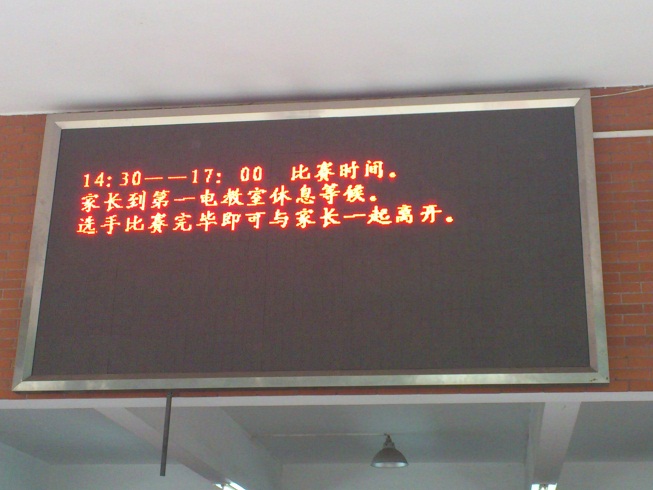 14:30——17:00 比赛时间。
家长到第一电教室休息等候。
选手比赛完毕即可与家长一起离开。